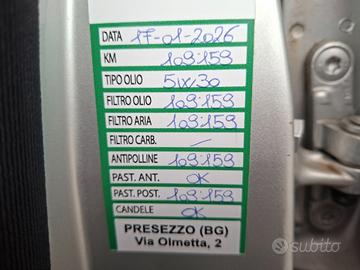 DATA 17-01-2026
KM 109.159
TIPO OLIO 5W30
FILTRO OLIO 109.159
FILTRO ARIA 109.159
FILTRO CARB. -
ANTIPOLLINE 109.159
PAST. ANT. OK
PAST. POST. 109.159
CANDELE OK
PRESEZZO (BG)
Via Olmetta, 2
subito